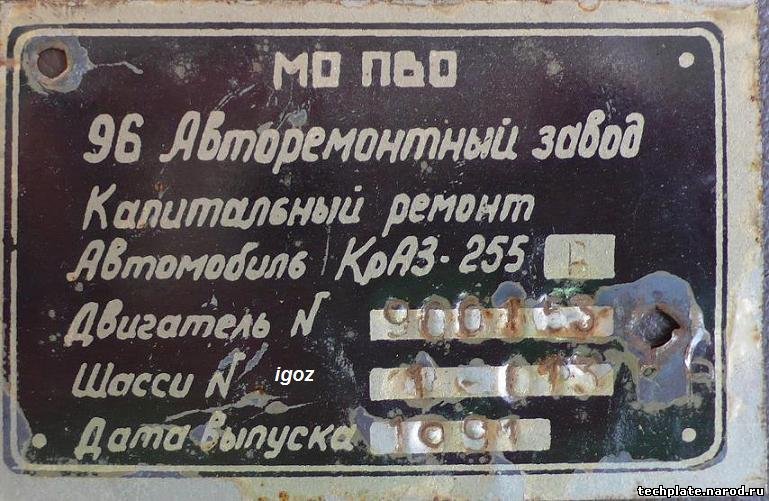 МО ПВО
96 Авторемонтный завод
Капитальный ремонт
Автомобиль КрАЗ-255
Двигатель N
Шасси N
igoz
Дата выпуска 1991
techplate.narod.ru